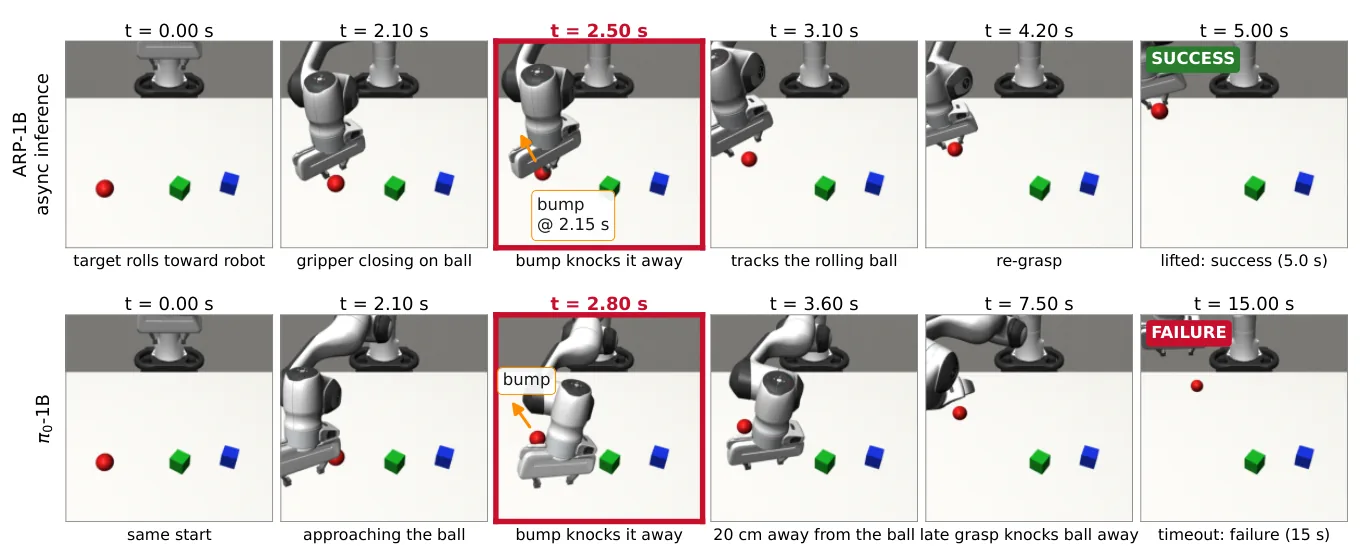 t = 0.00 s
t = 2.10 s
t = 2.50 s
t = 3.10 s
t = 4.20 s
t = 5.00 s
ARP-1B
async inference
SUCCESS
bump
@ 2.15 s
target rolls toward robot
gripper closing on ball
bump knocks it away
tracks the rolling ball
re-grasp
lifted: success (5.0 s)
t = 0.00 s
t = 2.10 s
t = 2.80 s
t = 3.60 s
t = 7.50 s
t = 15.00 s
π₀-1B
bump
FAILURE
same start
approaching the ball
bump knocks it away
20 cm away from the ball
late grasp knocks ball away
timeout: failure (15 s)